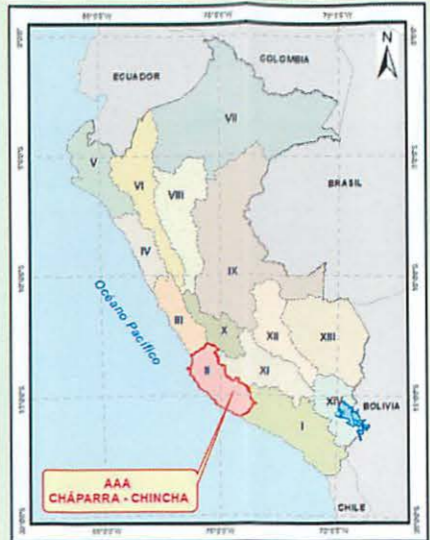 N
COLOMBIA
ECUADOR
VII
V
VI
VIII
BRASIL
IV
IX
Océano Pacífico
III
X
XII
XIII
II
XI
XIV
BOLIVIA
I
AAA
CHÁPARRA - CHINCHA
CHILE